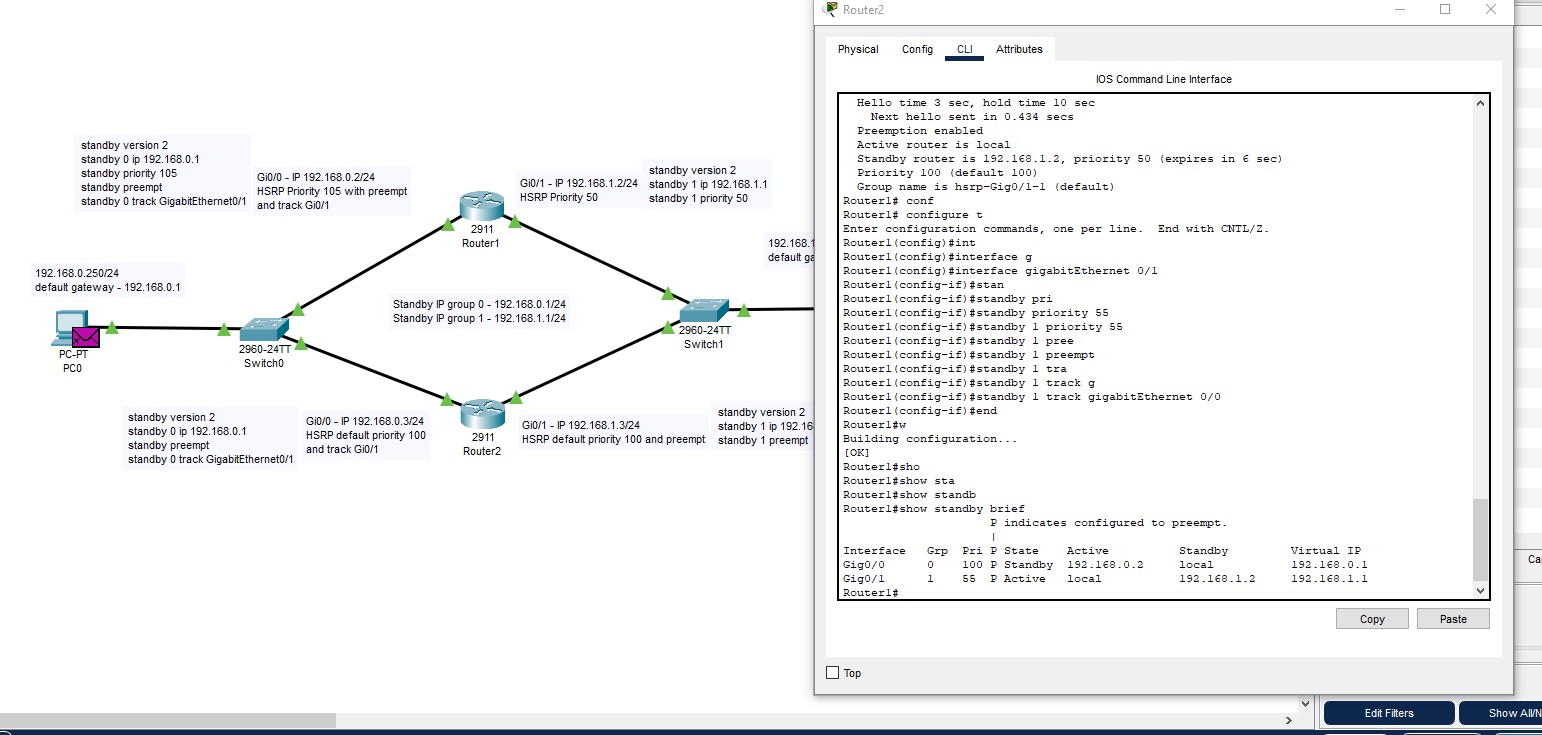 Router2
Physical Config CLI Attributes
IOS Command Line Interface
Hello time 3 sec, hold time 10 sec
Next hello sent in 0.434 secs
Preemption enabled
Active router is local
Standby router is 192.168.1.2, priority 50 (expires in 6 sec)
Priority 100 (default 100)
Group name is hsrp-Gig0/1-1 (default)
Router1# conf
Router1# configure t
Enter configuration commands, one per line. End with CNTL/Z.
Router1(config)#int
Router1(config)#interface g
Router1(config)#interface gigabitEthernet 0/1
Router1(config-if)#stan
Router1(config-if)#standby pri
Router1(config-if)#standby priority 55
Router1(config-if)#standby 1 priority 55
Router1(config-if)#standby 1 pree
Router1(config-if)#standby 1 preempt
Router1(config-if)#standby 1 tra
Router1(config-if)#standby 1 track g
Router1(config-if)#standby 1 track gigabitEthernet 0/0
Router1(config-if)#end
Router1#w
Building configuration...
[OK]
Router1#sho
Router1#show sta
Router1#show standb
Router1#show standby brief
P indicates configured to preempt.
|
Interface Grp Pri P State Active Standby Virtual IP
Gig0/0 0 100 P Standby 192.168.0.2 local 192.168.0.1
Gig0/1 1 55 P Active local 192.168.1.2 192.168.1.1
Router1#
Copy Paste
Top
standby version 2
standby 0 ip 192.168.0.1
standby priority 105
standby preempt
standby 0 track GigabitEthernet0/1
Gi0/0 - IP 192.168.0.2/24
HSRP Priority 105 with preempt
and track Gi0/1
2911
Router1
Gi0/1 - IP 192.168.1.2/24
HSRP Priority 50
standby version 2
standby 1 ip 192.168.1.1
standby 1 priority 50
192.168.1
default ga
192.168.0.250/24
default gateway - 192.168.0.1
PC-PT
PC0
2960-24TT
Switch0
Standby IP group 0 - 192.168.0.1/24
Standby IP group 1 - 192.168.1.1/24
2960-24TT
Switch1
standby version 2
standby 0 ip 192.168.0.1
standby preempt
standby 0 track GigabitEthernet0/1
Gi0/0 - IP 192.168.0.3/24
HSRP default priority 100
and track Gi0/1
2911
Router2
Gi0/1 - IP 192.168.1.3/24
HSRP default priority 100 and preempt
standby version 2
standby 1 ip 192.16
standby 1 preempt
Ca
Edit Filters
Show All/N